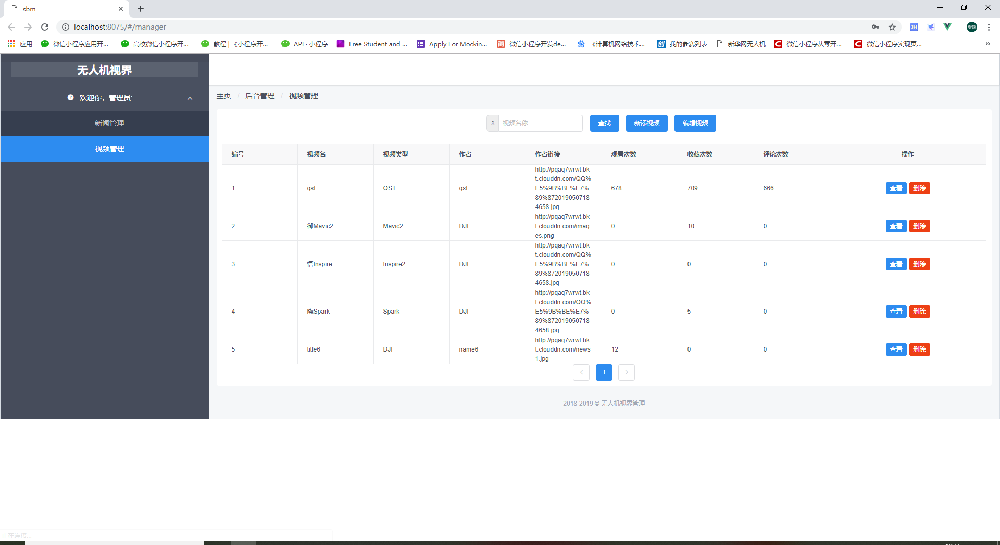 sbm
localhost:8075/#/manager
应用
微信小程序应用开发...
高校微信小程序开...
教程 | 《小程序开...
API · 小程序
Free Student and ...
Apply For Mockin...
微信小程序开发de...
《计算机网络技术...
我的参赛列表
新华网无人机
微信小程序从零开...
微信小程序实现页...
无人机视界
欢迎你，管理员:
新闻管理
视频管理
主页 / 后台管理 / 视频管理
视频名称 查找 新添视频 编辑视频
编号 视频名 视频类型 作者 作者链接 观看次数 收藏次数 评论次数 操作
1 qst QST qst
http://pqaq7wrwt.bk
t.clouddn.com/QQ%
E5%9B%BE%E7%
89%872019050718
4658.jpg
678 709 666 查看 删除
2 御Mavic2 Mavic2 DJI
http://pqaq7wrwt.bk
t.clouddn.com/imag
es.png
0 10 0 查看 删除
3 悟Inspire Inspire2 DJI
http://pqaq7wrwt.bk
t.clouddn.com/QQ%
E5%9B%BE%E7%
89%872019050718
4658.jpg
0 0 0 查看 删除
4 晓Spark Spark DJI
http://pqaq7wrwt.bk
t.clouddn.com/QQ%
E5%9B%BE%E7%
89%872019050718
4658.jpg
0 5 0 查看 删除
5 title6 DJI name6
http://pqaq7wrwt.bk
t.clouddn.com/news
1.jpg
12 0 0 查看 删除
1
2018-2019 © 无人机视界管理
正在连接...